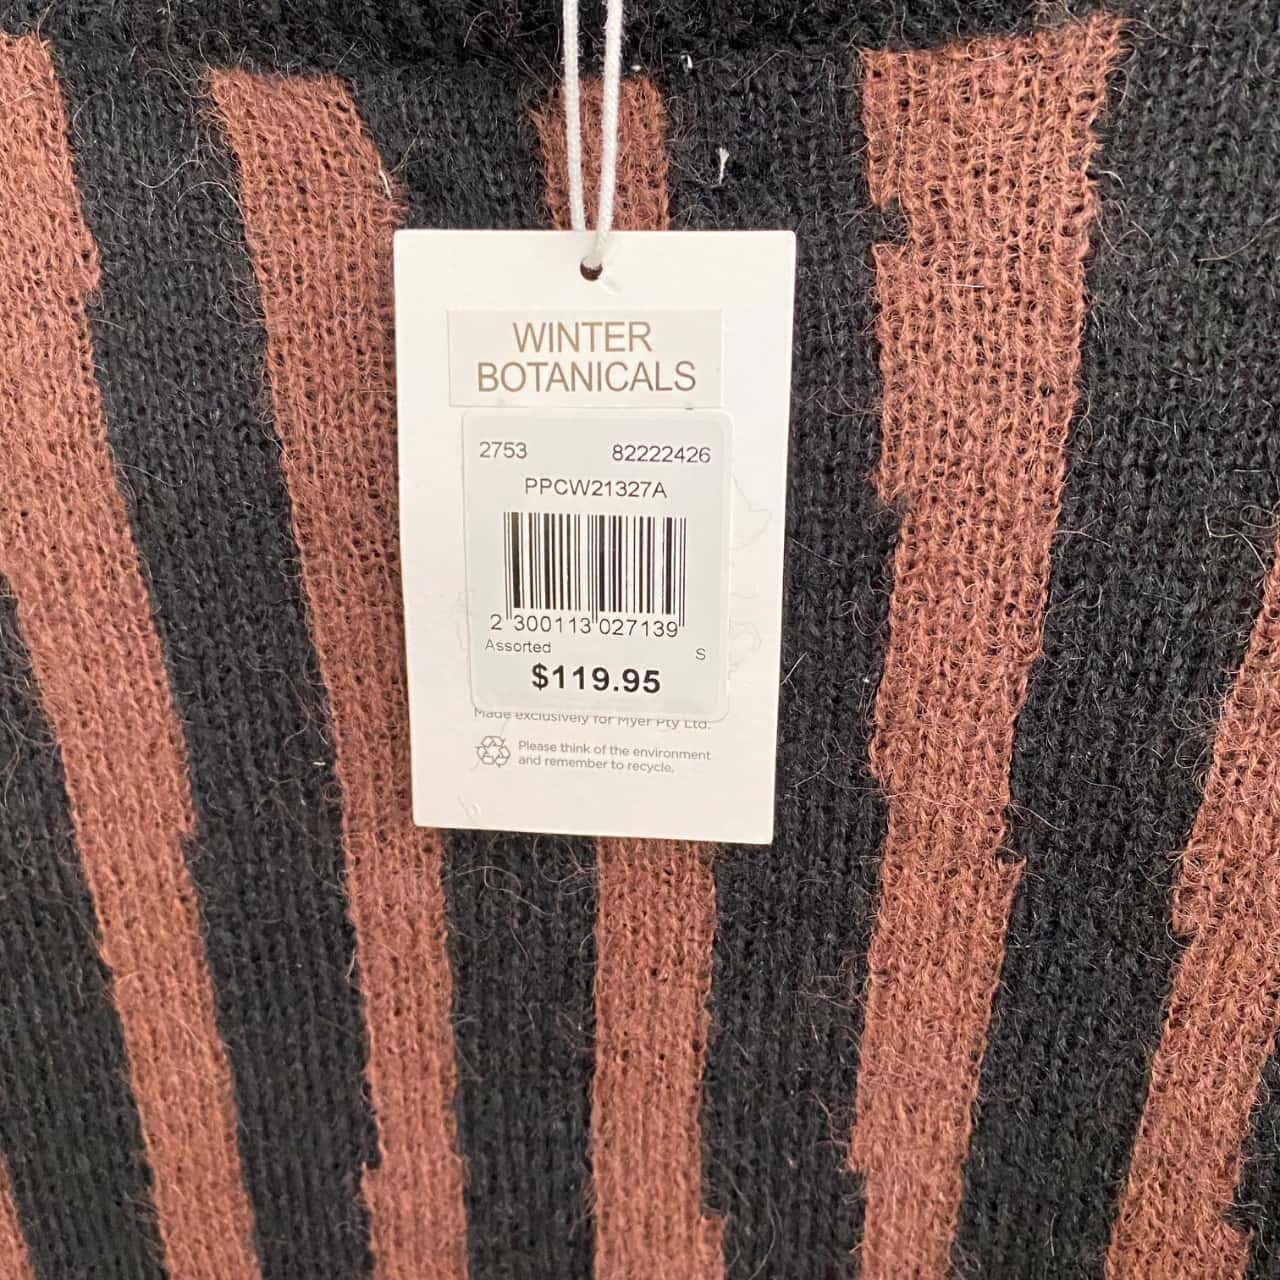 WINTER
BOTANICALS
2753 82222426
PPCW21327A
2 300113 027139
Assorted S
$119.95
Made exclusively for Myer Pty Ltd.
Please think of the environment
and remember to recycle.